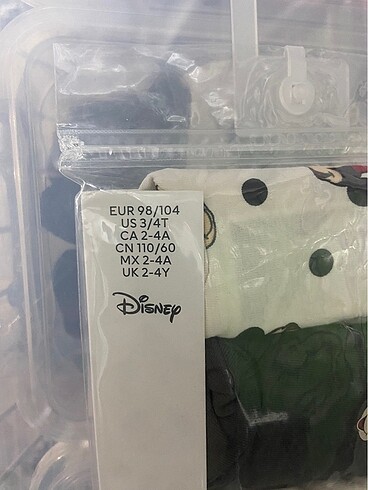 EUR 98/104
US 3/4T
CA 2-4A
CN 110/60
MX 2-4A
UK 2-4Y
Disney